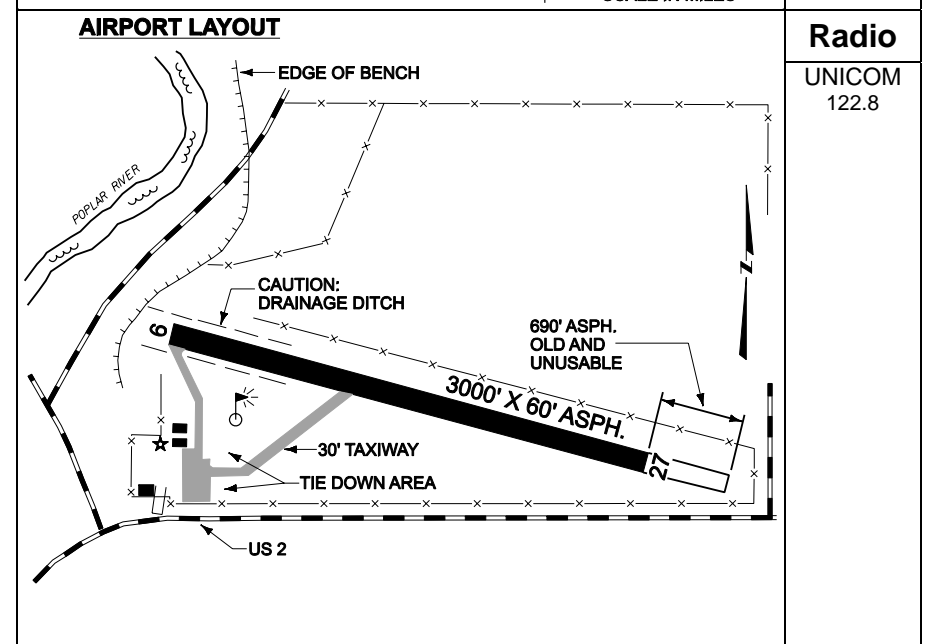 SCALE IN MILES
AIRPORT LAYOUT
Radio
UNICOM
122.8
EDGE OF BENCH
POPLAR RIVER
N
CAUTION:
DRAINAGE DITCH
9
690' ASPH.
OLD AND
UNUSABLE
3000' X 60' ASPH.
27
30' TAXIWAY
TIE DOWN AREA
US 2